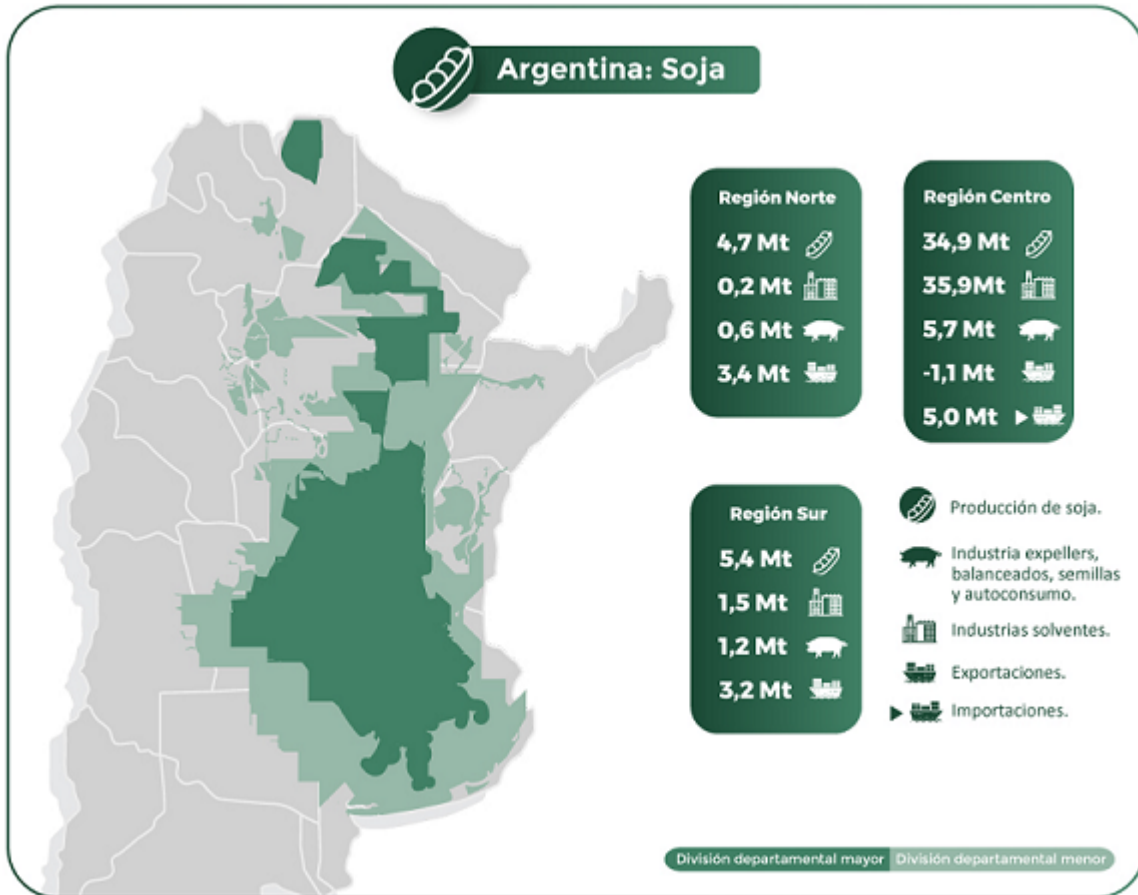 Argentina: Soja
Región Norte
4,7 Mt
0,2 Mt
0,6 Mt
3,4 Mt
Región Centro
34,9 Mt
35,9Mt
5,7 Mt
-1,1 Mt
5,0 Mt
Región Sur
5,4 Mt
1,5 Mt
1,2 Mt
3,2 Mt
Producción de soja.
Industria expellers,
balanceados, semillas
y autoconsumo.
Industrias solventes.
Exportaciones.
Importaciones.
División departamental mayor División departamental menor